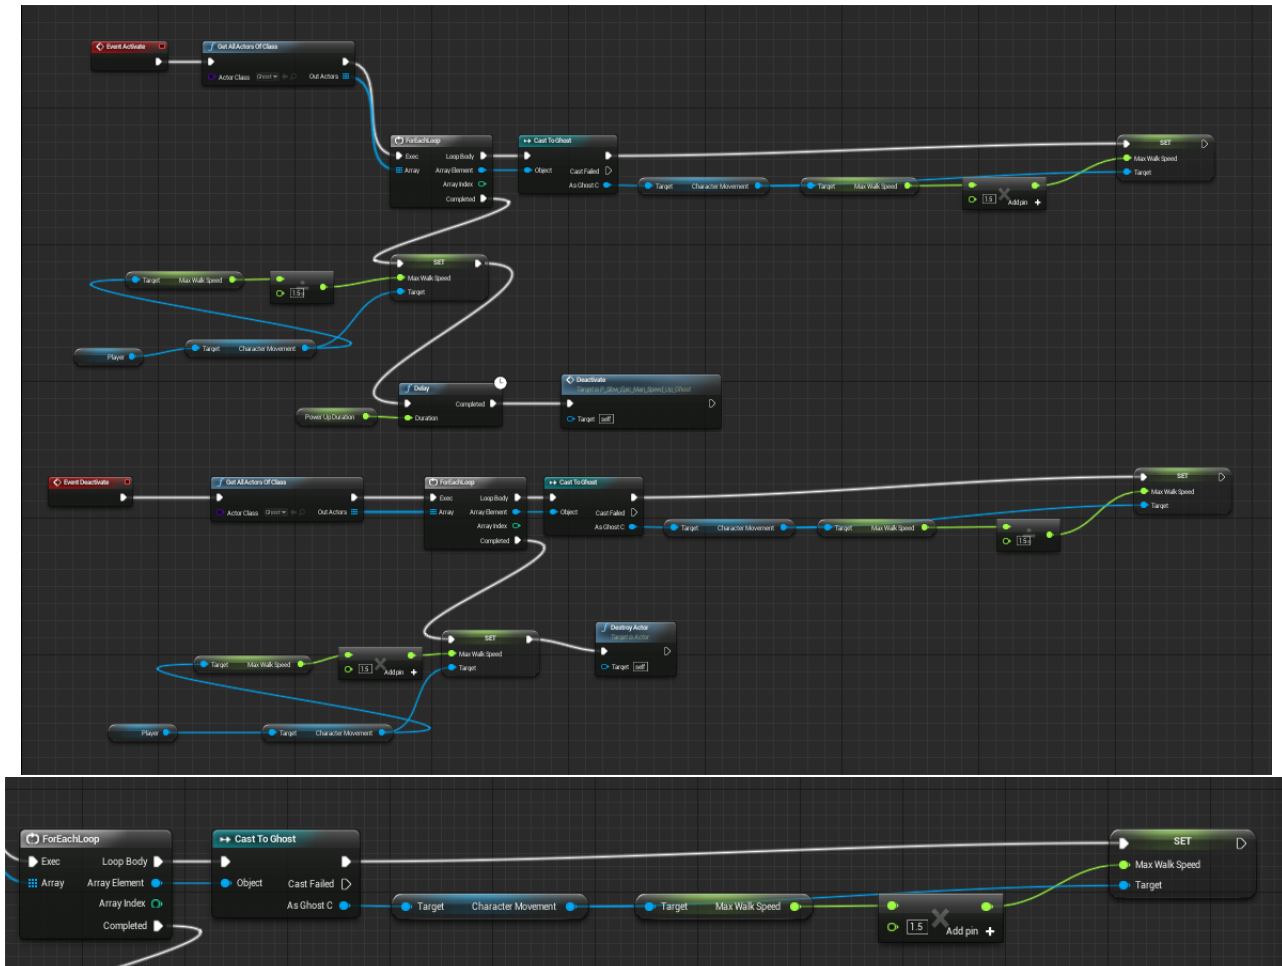 Event Activate
Get All Actors Of Class
Actor Class Ghost Out Actors
ForEachLoop
Cast To Ghost
SET
Exec Loop Body
Array Array Element Object Cast Failed
Array Index As Ghost C
Completed
Target Character Movement
Target Max Walk Speed
1.5 Add pin
Max Walk Speed
Target
Target Max Walk Speed
1.5
SET
Max Walk Speed
Target
Player
Target Character Movement
Delay
Completed
Duration
Power Up Duration
Deactivate
Target self
Event Deactivate
Get All Actors Of Class
Actor Class Ghost Out Actors
ForEachLoop
Exec Loop Body
Array Array Element
Array Index
Completed
Cast To Ghost
Object Cast Failed
As Ghost C
Target Character Movement
Target Max Walk Speed
1.5
SET
Max Walk Speed
Target
Target Max Walk Speed
1.5 Add pin
SET
Max Walk Speed
Target
Destroy Actor
Target is Actor
Target self
Player
Target Character Movement
ForEachLoop
Exec Loop Body
Array Array Element
Array Index
Completed
Cast To Ghost
Object Cast Failed
As Ghost C
Target Character Movement
Target Max Walk Speed
1.5 Add pin
SET
Max Walk Speed
Target